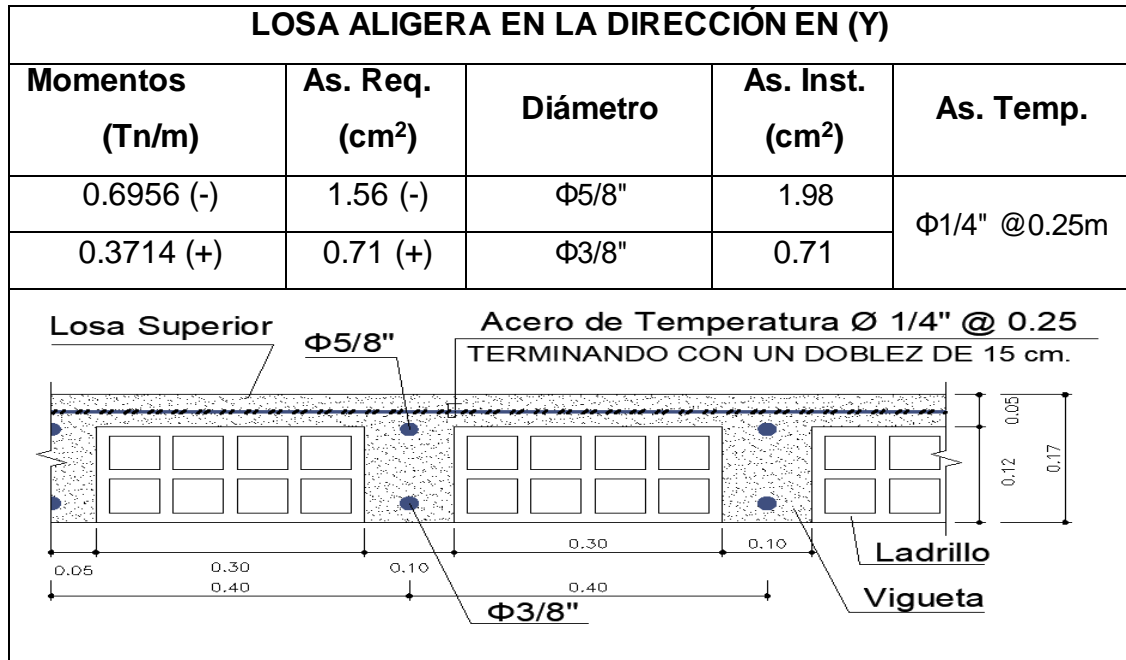 LOSA ALIGERA EN LA DIRECCIÓN EN (Y)
Momentos (Tn/m) As. Req. (cm²) Diámetro As. Inst. (cm²) As. Temp.
0.6956 (-) 1.56 (-) Φ5/8" 1.98 Φ1/4" @0.25m
0.3714 (+) 0.71 (+) Φ3/8" 0.71
Losa Superior
Φ5/8"
Acero de Temperatura Ø 1/4" @ 0.25
TERMINANDO CON UN DOBLEZ DE 15 cm.
0.05
0.12
0.17
0.30 0.10
0.05 0.30 0.10
0.40 0.40
Ladrillo
Vigueta
Φ3/8"